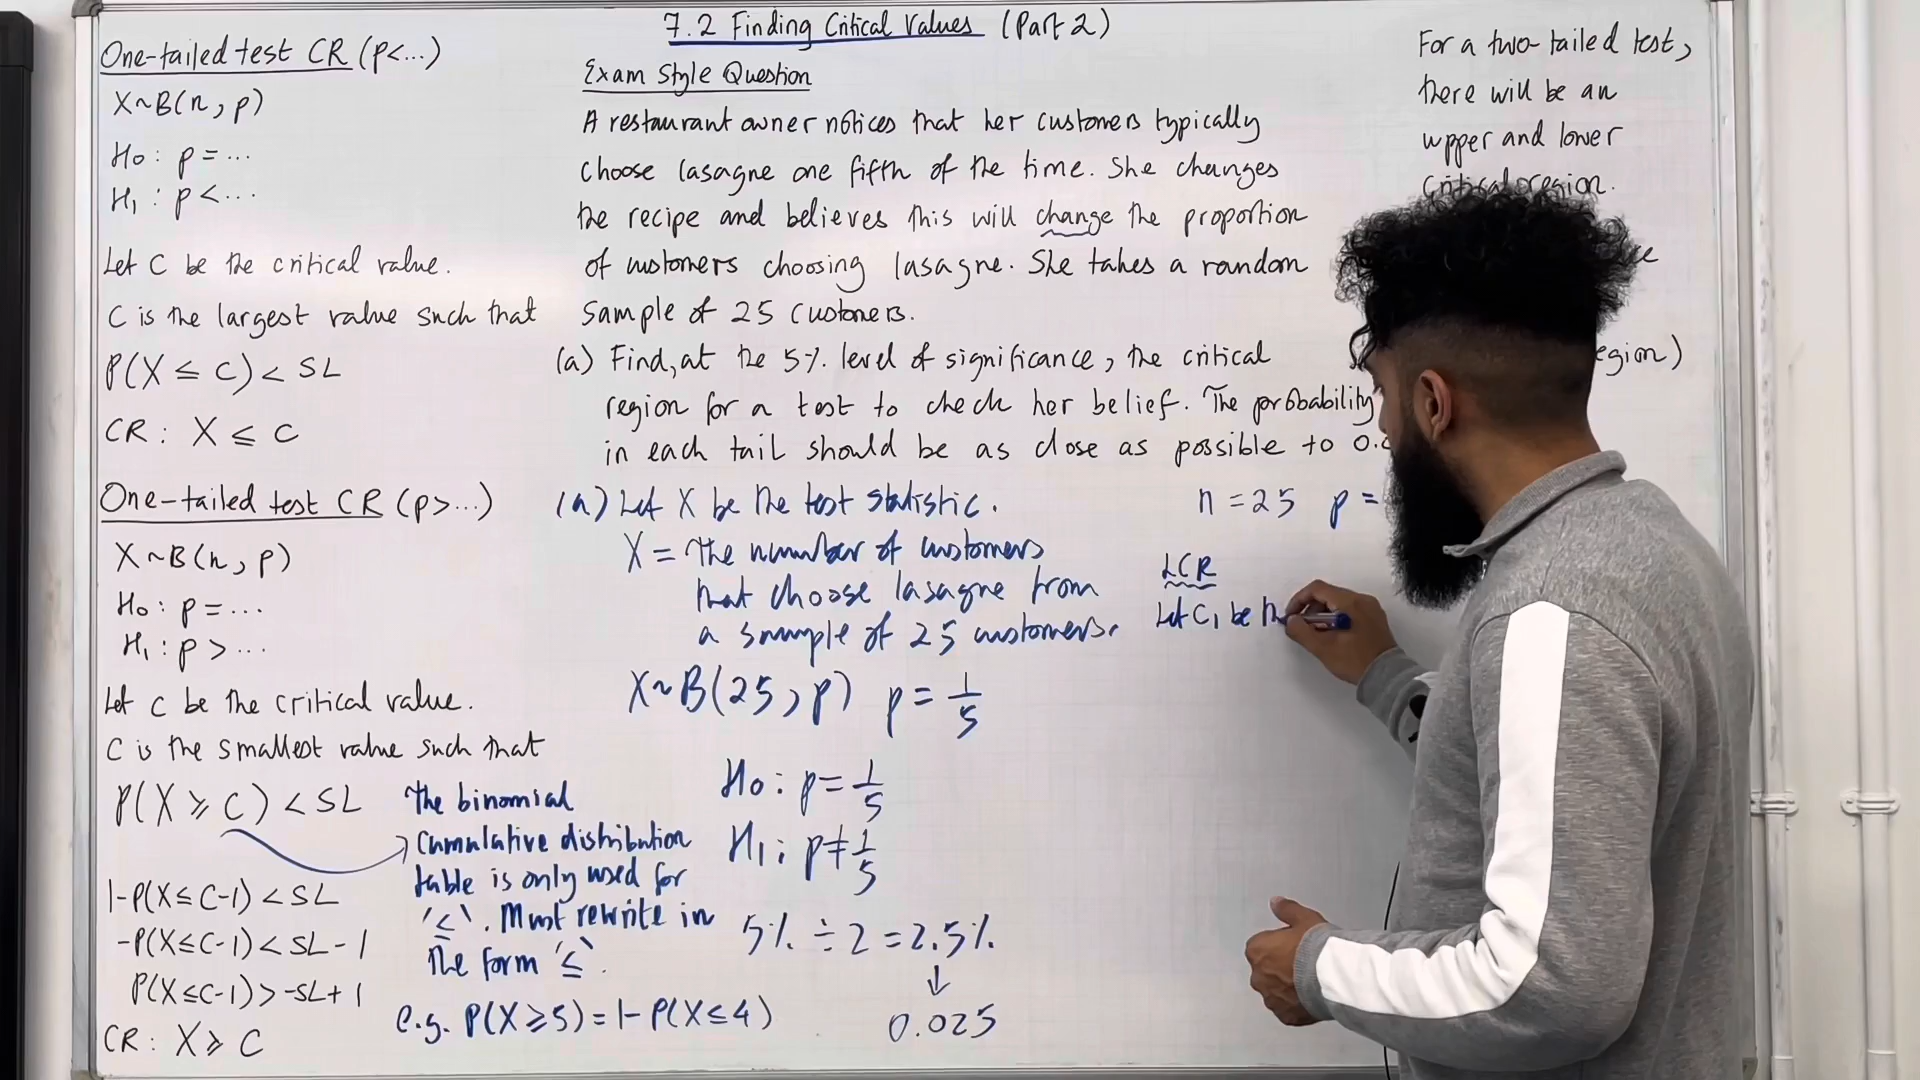 7.2 Finding Critical Values (Part 2)
One-tailed test CR (p<...)
X~B(n, p)
H₀: p = ...
H₁: p < ...
Let C be the critical value.
C is the largest value such that
P(X ≤ C) < SL
CR: X ≤ C
One-tailed test CR (p>...)
X~B(n, p)
H₀: p = ...
H₁: p > ...
Let C be the critical value.
C is the smallest value such that
P(X ≥ C) < SL
1-P(X≤C-1) < SL
-P(X≤C-1) < SL-1
P(X≤C-1) > -SL+1
CR: X ≥ C
the binomial
cumulative distribution
table is only used for
'≤'. Must rewrite in
the form '≤'.
e.g. P(X≥5) = 1-P(X≤4)
Exam Style Question
A restaurant owner notices that her customers typically
choose lasagne one fifth of the time. She changes
the recipe and believes this will change the proportion
of customers choosing lasagne. She takes a random
sample of 25 customers.
(a) Find, at the 5% level of significance, the critical
region for a test to check her belief. The probability
in each tail should be as close as possible to
(a) Let X be the test statistic.
X = the number of customers
that choose lasagne from
a sample of 25 customers.
X~B(25, p) p = 1/5
H₀: p = 1/5
H₁: p ≠ 1/5
5% ÷ 2 = 2.5%
↓
0.025
n = 25 p =
LCR
Let C₁ be
For a two-tailed test,
there will be an
upper and lower
critical region.